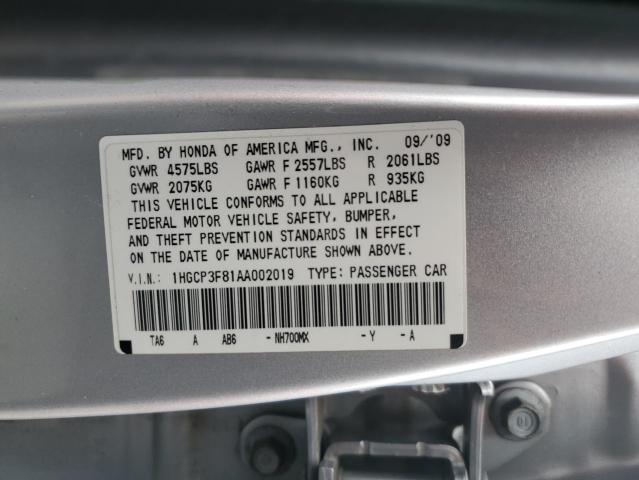 MFD. BY HONDA OF AMERICA MFG., INC. 09/'09
GVWR 4575LBS GAWR F 2557LBS R 2061LBS
GVWR 2075KG GAWR F 1160KG R 935KG
THIS VEHICLE CONFORMS TO ALL APPLICABLE
FEDERAL MOTOR VEHICLE SAFETY, BUMPER,
AND THEFT PREVENTION STANDARDS IN EFFECT
ON THE DATE OF MANUFACTURE SHOWN ABOVE.
V.I.N.: 1HGCP3F81AA002019 TYPE: PASSENGER CAR
TA6 A AB6 -NH700MX -Y -A